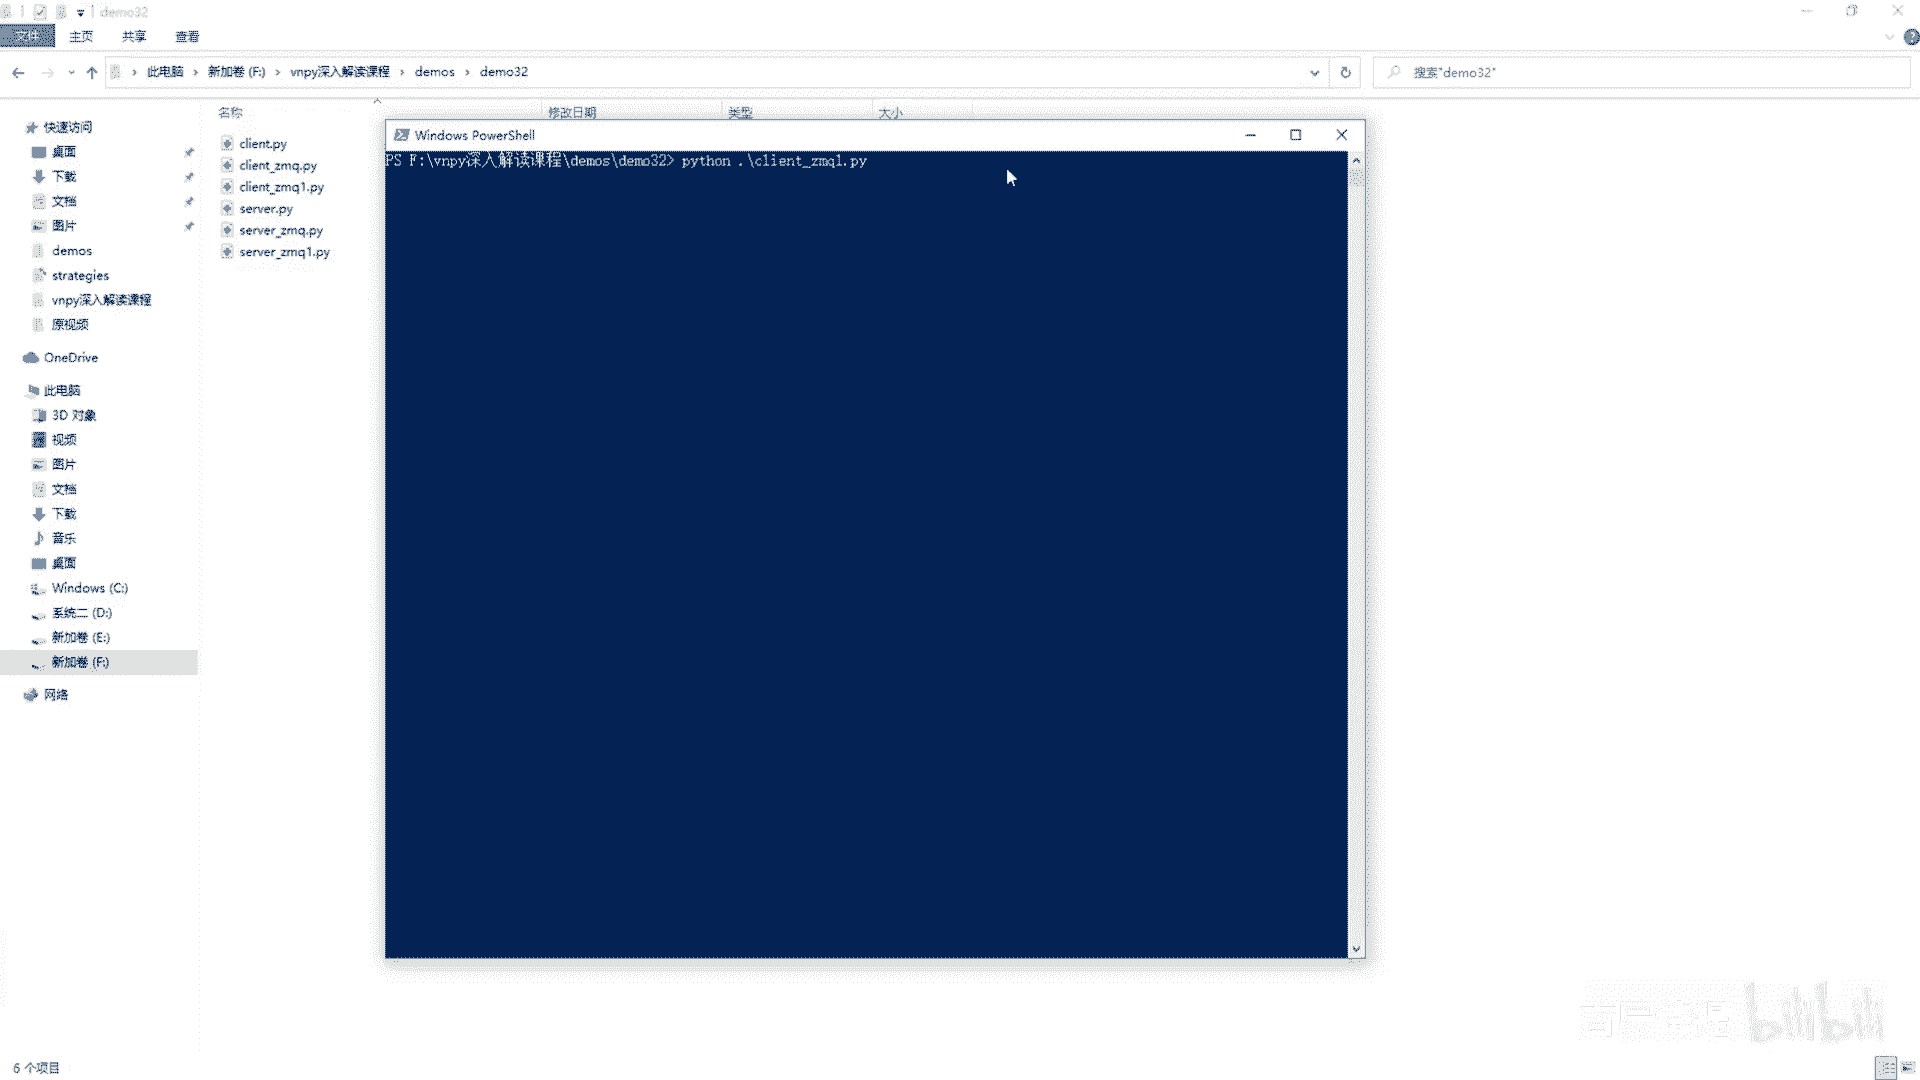 demo32
文件 主页 共享 查看
此电脑 › 新加卷 (F:) › vnpy深入解读课程 › demos › demo32
搜索"demo32"
名称 修改日期 类型 大小
快速访问
桌面
下载
文档
图片
demos
strategies
vnpy深入解读课程
原视频
OneDrive
此电脑
3D 对象
视频
图片
文档
下载
音乐
桌面
Windows (C:)
系统二 (D:)
新加卷 (E:)
新加卷 (F:)
网络
client.py
client_zmq.py
client_zmq1.py
server.py
server_zmq.py
server_zmq1.py
Windows PowerShell
PS F:\vnpy深入解读课程\demos\demo32> python .\client_zmq1.py
bilibili
6 个项目